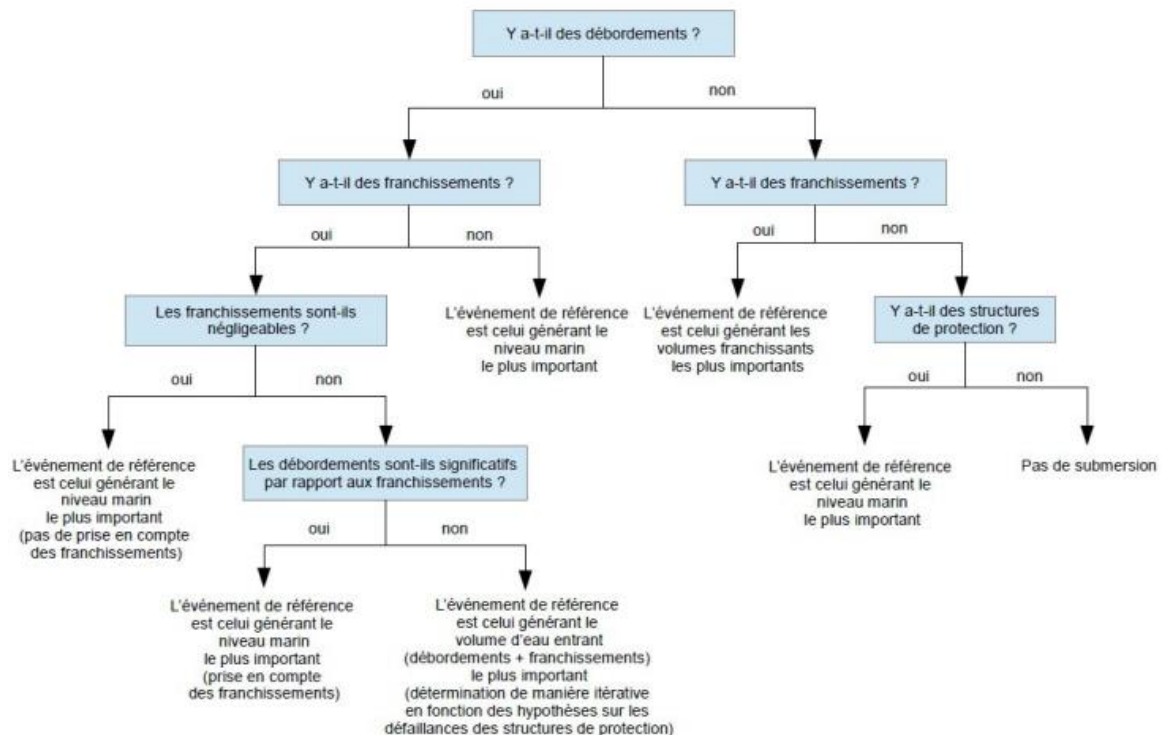 Y a-t-il des débordements ?
oui
non
Y a-t-il des franchissements ?
Y a-t-il des franchissements ?
oui
non
oui
non
Les franchissements sont-ils
négligeables ?
L'événement de référence
est celui générant le
niveau marin
le plus important
L'événement de référence
est celui générant les
volumes franchissants
les plus importants
Y a-t-il des structures
de protection ?
oui
non
oui
non
L'événement de référence
est celui générant le
niveau marin
le plus important
(pas de prise en compte
des franchissements)
Les débordements sont-ils significatifs
par rapport aux franchissements ?
L'événement de référence
est celui générant le
niveau marin
le plus important
Pas de submersion
oui
non
L'événement de référence
est celui générant le
niveau marin
le plus important
(prise en compte
des franchissements)
L'événement de référence
est celui générant le
volume d'eau entrant
(débordements + franchissements)
le plus important
(détermination de manière itérative
en fonction des hypothèses sur les
défaillances des structures de protection)